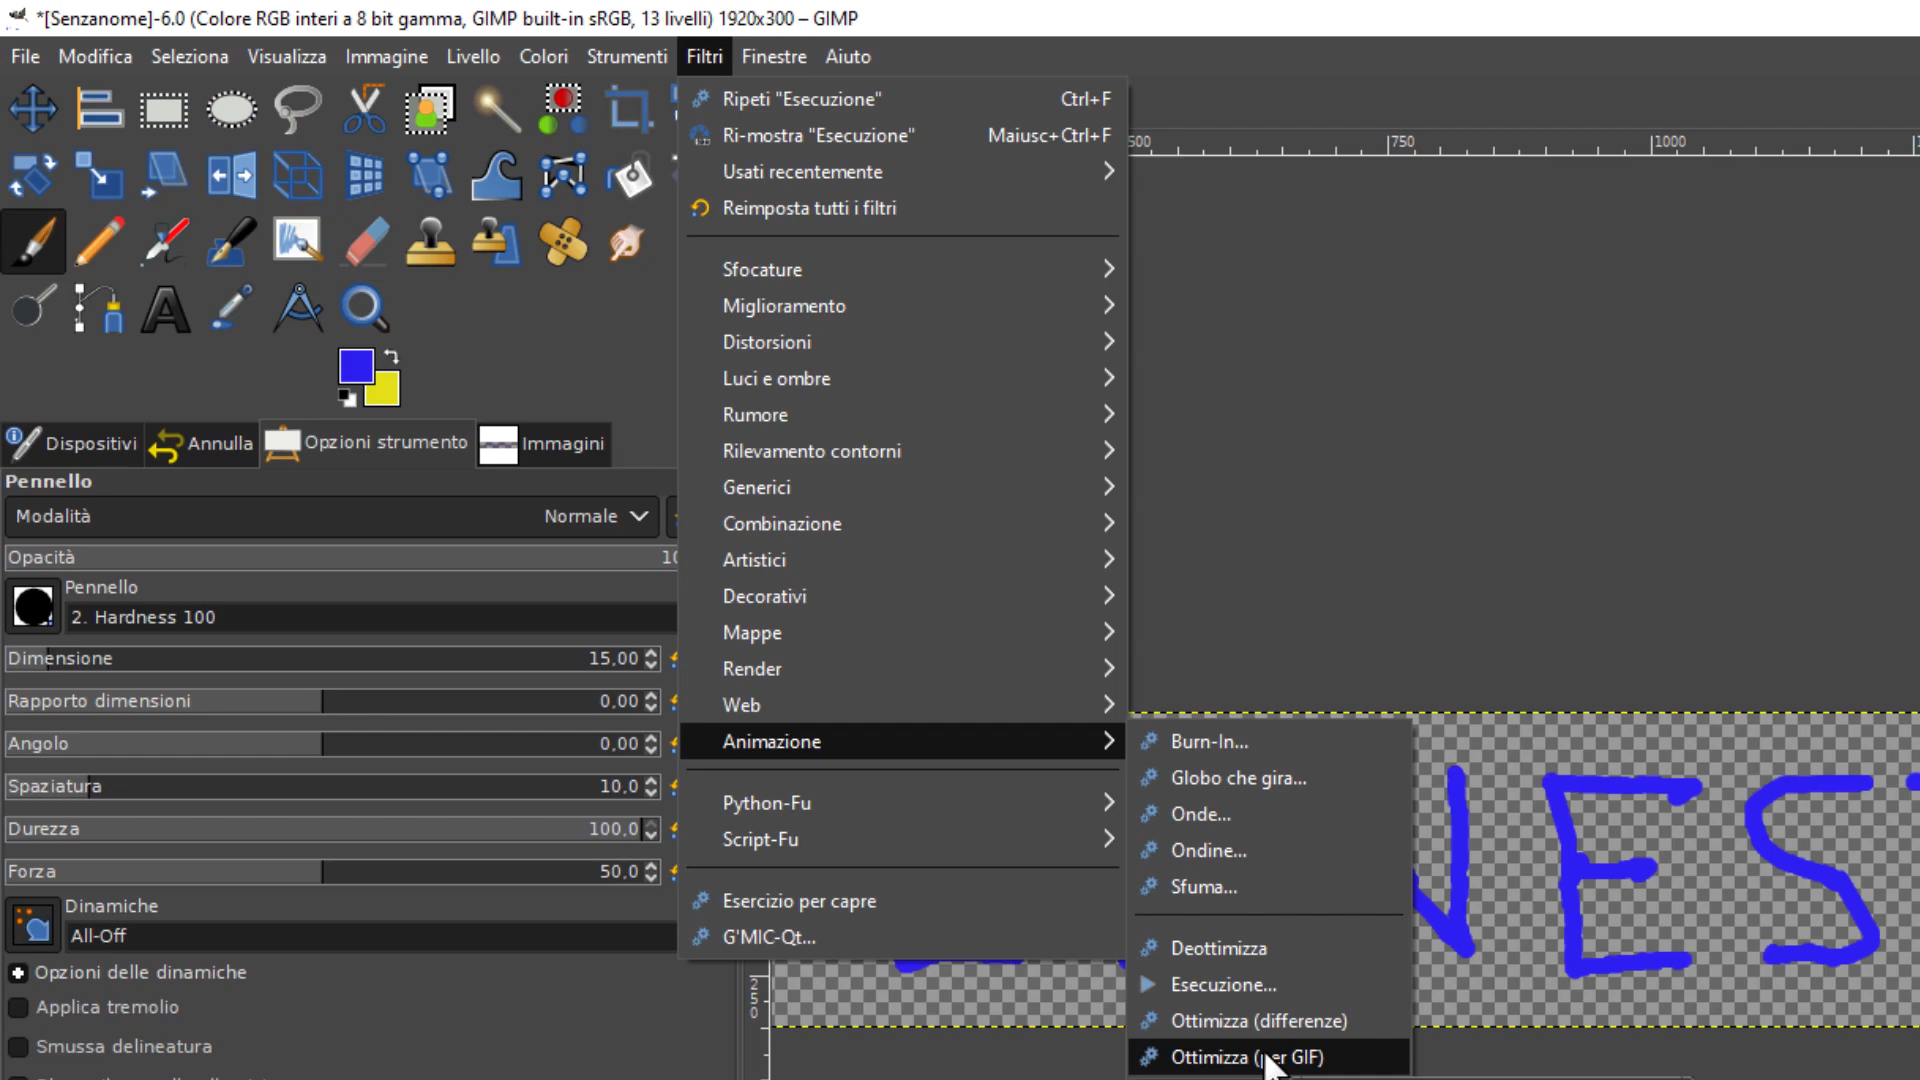 *[Senzanome]-6.0 (Colore RGB interi a 8 bit gamma, GIMP built-in sRGB, 13 livelli) 1920x300 – GIMP
File Modifica Seleziona Visualizza Immagine Livello Colori Strumenti Filtri Finestre Aiuto
Ripeti "Esecuzione" Ctrl+F
Ri-mostra "Esecuzione" Maiusc+Ctrl+F
Usati recentemente
Reimposta tutti i filtri
Sfocature
Miglioramento
Distorsioni
Luci e ombre
Rumore
Rilevamento contorni
Generici
Combinazione
Artistici
Decorativi
Mappe
Render
Web
Animazione
Python-Fu
Script-Fu
Esercizio per capre
G'MIC-Qt...
Burn-In...
Globo che gira...
Onde...
Ondine...
Sfuma...
Deottimizza
Esecuzione...
Ottimizza (differenze)
Ottimizza (per GIF)
Dispositivi Annulla Opzioni strumento Immagini
Pennello
Modalità Normale
Opacità 10
Pennello
2. Hardness 100
Dimensione 15,00
Rapporto dimensioni 0,00
Angolo 0,00
Spaziatura 10,0
Durezza 100,0
Forza 50,0
Dinamiche
All-Off
Opzioni delle dinamiche
Applica tremolio
Smussa delineatura
500 750 1000
250
NES